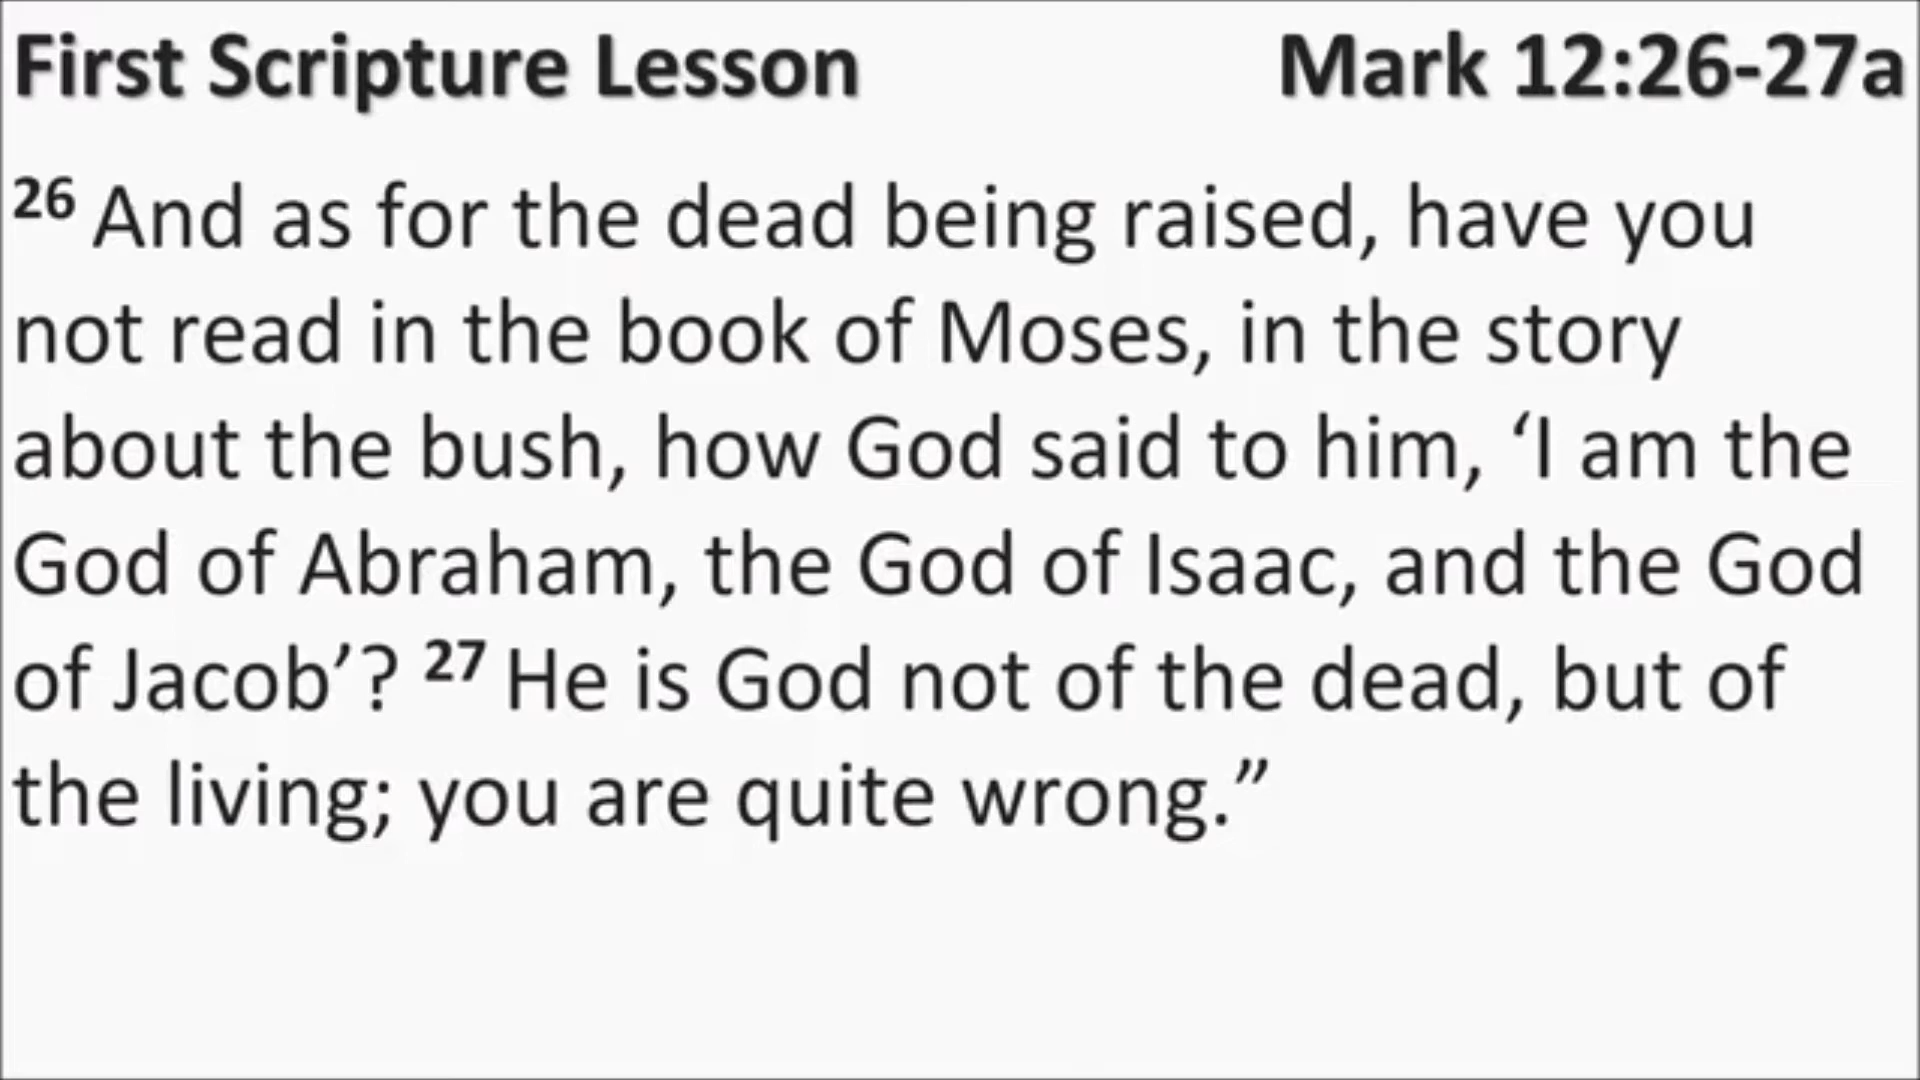 First Scripture Lesson Mark 12:26-27a
26 And as for the dead being raised, have you
not read in the book of Moses, in the story
about the bush, how God said to him, ‘I am the
God of Abraham, the God of Isaac, and the God
of Jacob’? 27 He is God not of the dead, but of
the living; you are quite wrong.”